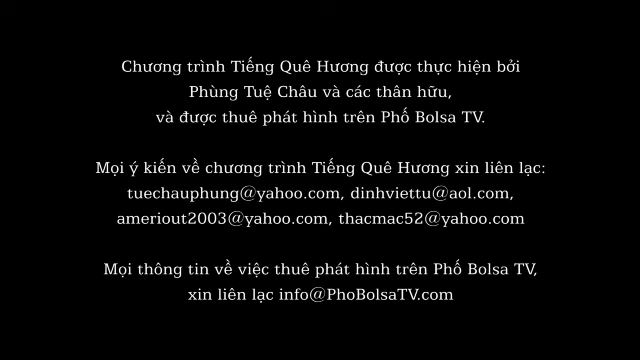 Chương trình Tiếng Quê Hương được thực hiện bởi
Phùng Tuệ Châu và các thân hữu,
và được thuê phát hình trên Phố Bolsa TV.
Mọi ý kiến về chương trình Tiếng Quê Hương xin liên lạc:
tuechauphung@yahoo.com, dinhviettu@aol.com,
ameriout2003@yahoo.com, thacmac52@yahoo.com
Mọi thông tin về việc thuê phát hình trên Phố Bolsa TV,
xin liên lạc info@PhoBolsaTV.com